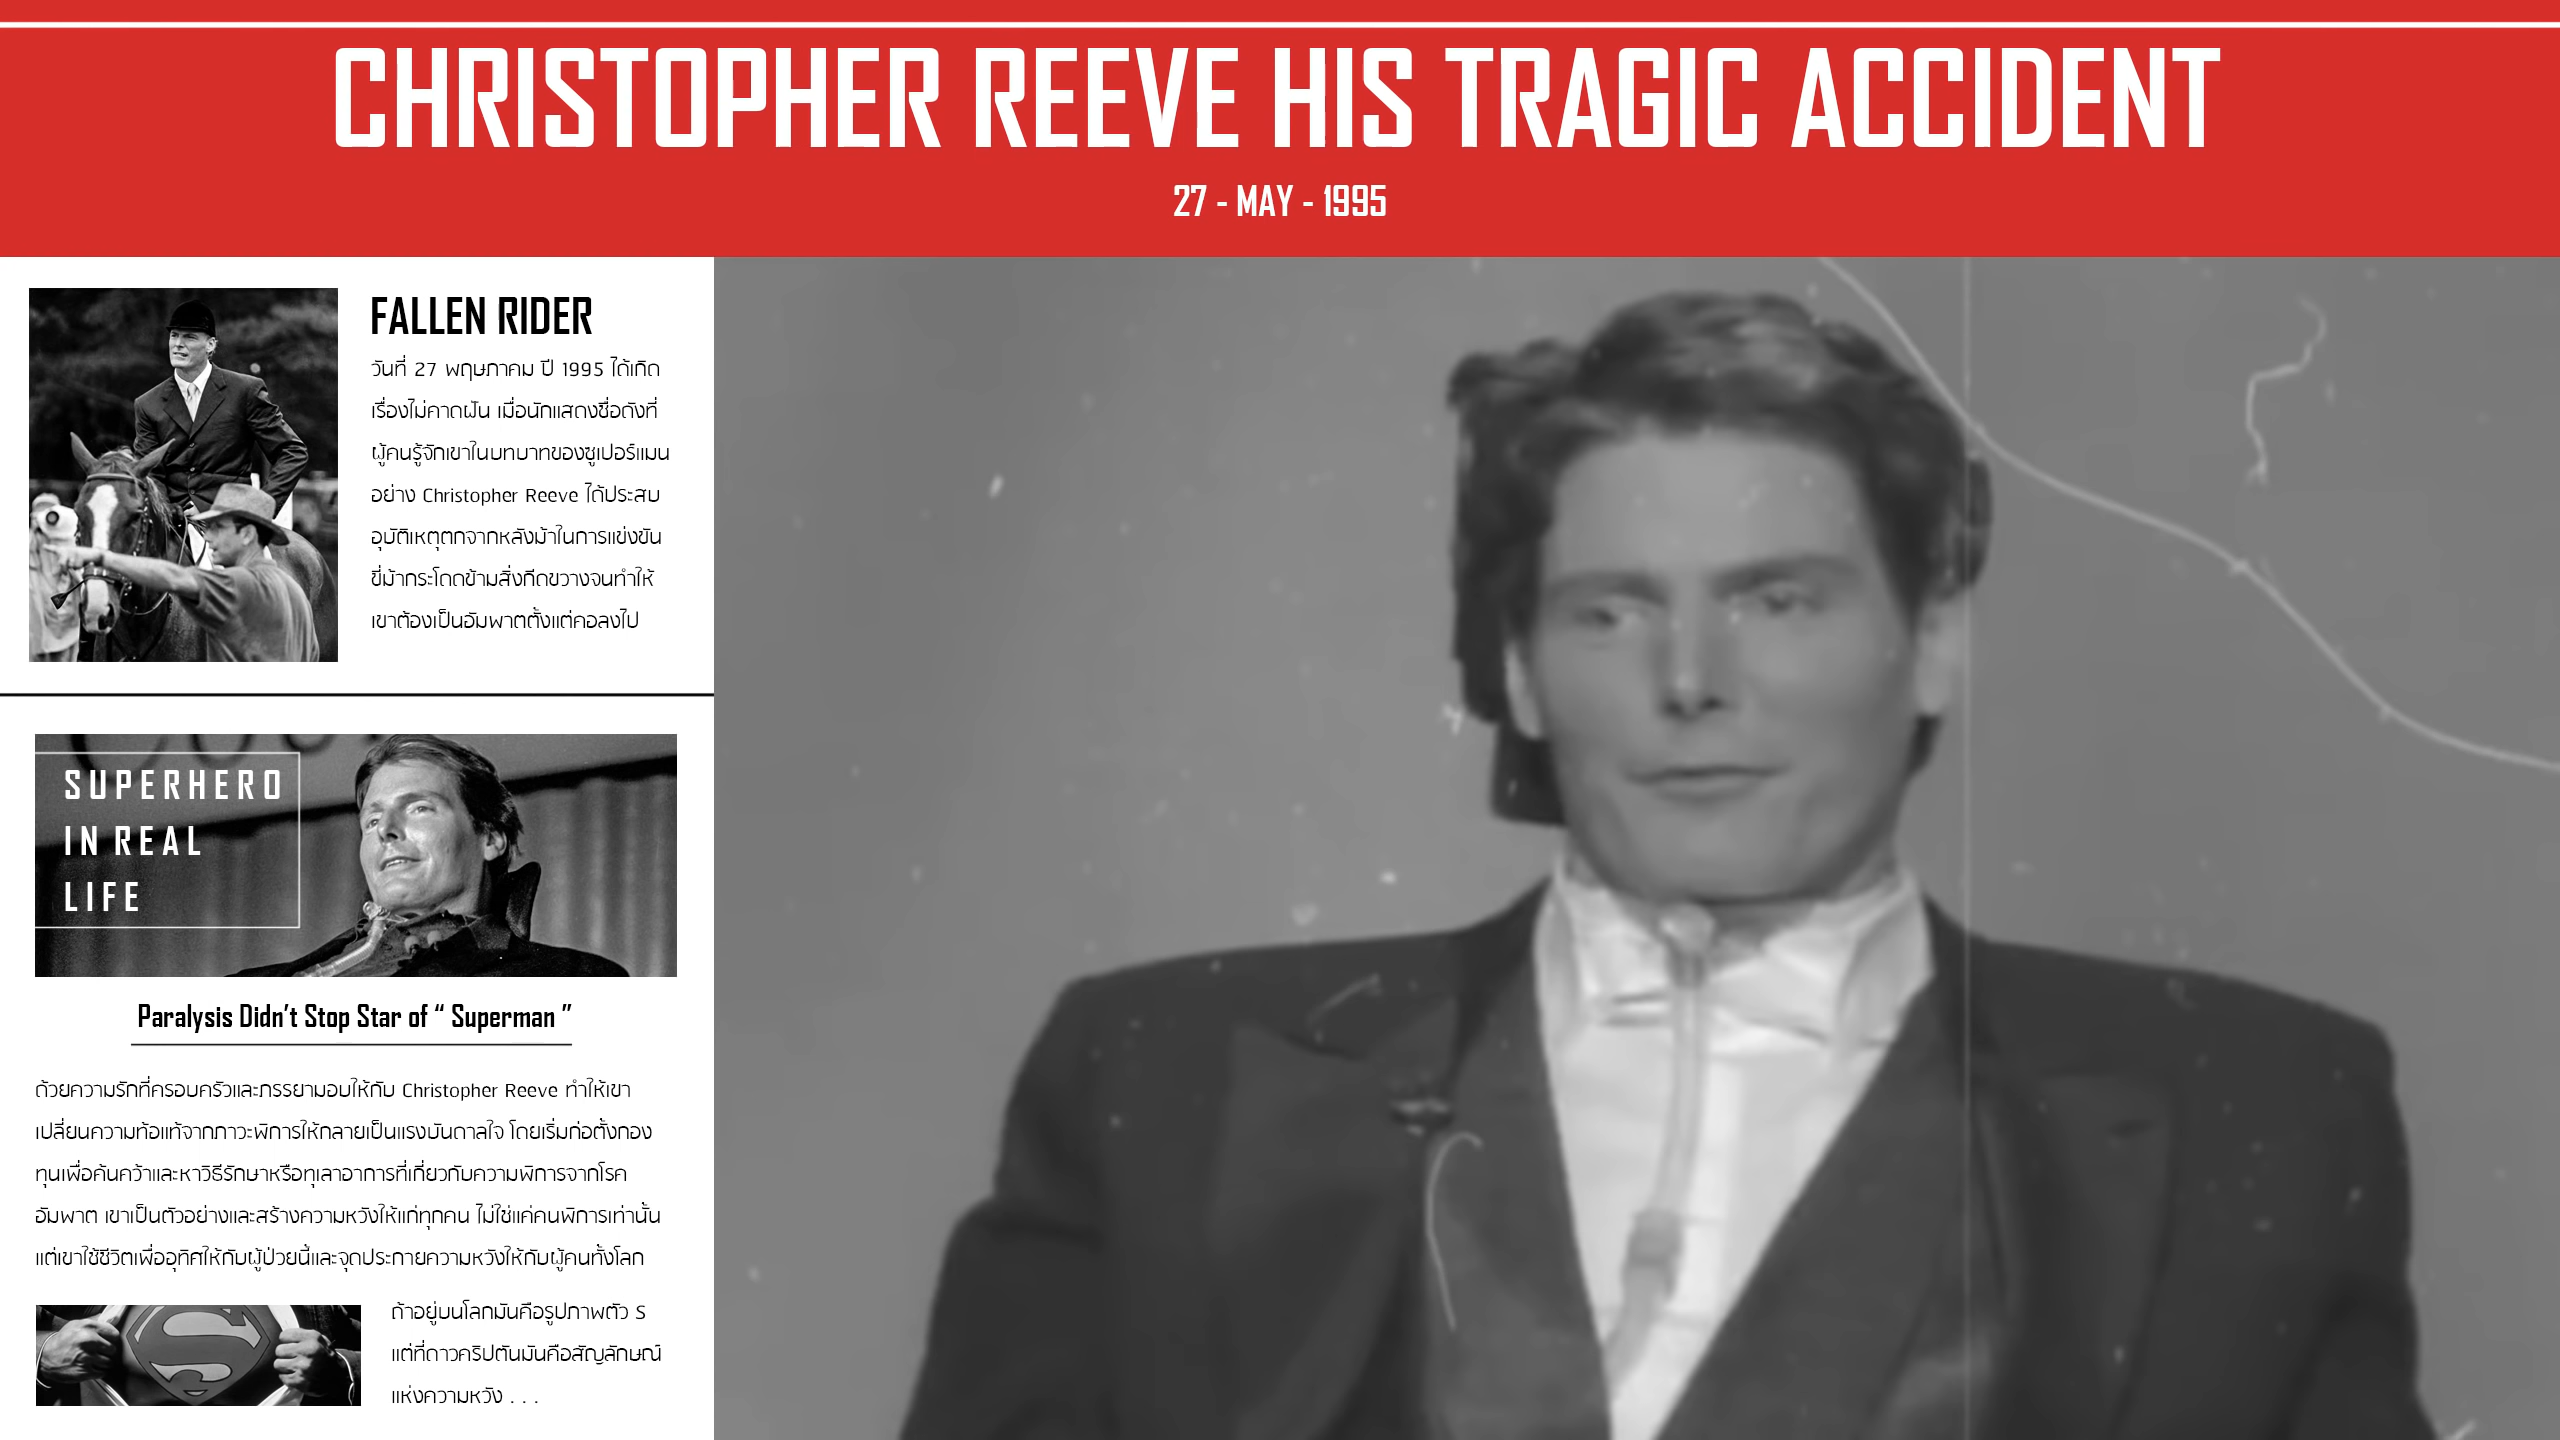 CHRISTOPHER REEVE HIS TRAGIC ACCIDENT
27 - MAY - 1995
FALLEN RIDER
วันที่ 27 พฤษภาคม ปี 1995 ได้เกิด
เรื่องไม่คาดฝัน เมื่อนักแสดงชื่อดังที่
ผู้คนรู้จักเขาในบทบาทของซูเปอร์แมน
อย่าง Christopher Reeve ได้ประสบ
อุบัติเหตุตกจากหลังม้าในการแข่งขัน
ขี่ม้ากระโดดข้ามสิ่งกีดขวางจนทำให้
เขาต้องเป็นอัมพาตตั้งแต่คอลงไป
SUPERHERO
IN REAL
LIFE
Paralysis Didn’t Stop Star of “ Superman ”
ด้วยความรักที่ครอบครัวและภรรยามอบให้กับ Christopher Reeve ทำให้เขา
เปลี่ยนความท้อแท้จากภาวะพิการให้กลายเป็นแรงบันดาลใจ โดยเริ่มก่อตั้งกอง
ทุนเพื่อค้นคว้าและหาวิธีรักษาหรือทุเลาอาการที่เกี่ยวกับความพิการจากโรค
อัมพาต เขาเป็นตัวอย่างและสร้างความหวังให้แก่ทุกคน ไม่ใช่แค่คนพิการเท่านั้น
แต่เขาใช้ชีวิตเพื่ออุทิศให้กับผู้ป่วยนี้และจุดประกายความหวังให้กับผู้คนทั้งโลก
ถ้าอยู่บนโลกมันคือรูปภาพตัว S
แต่ที่ดาวคริปตันมันคือสัญลักษณ์
แห่งความหวัง . . .